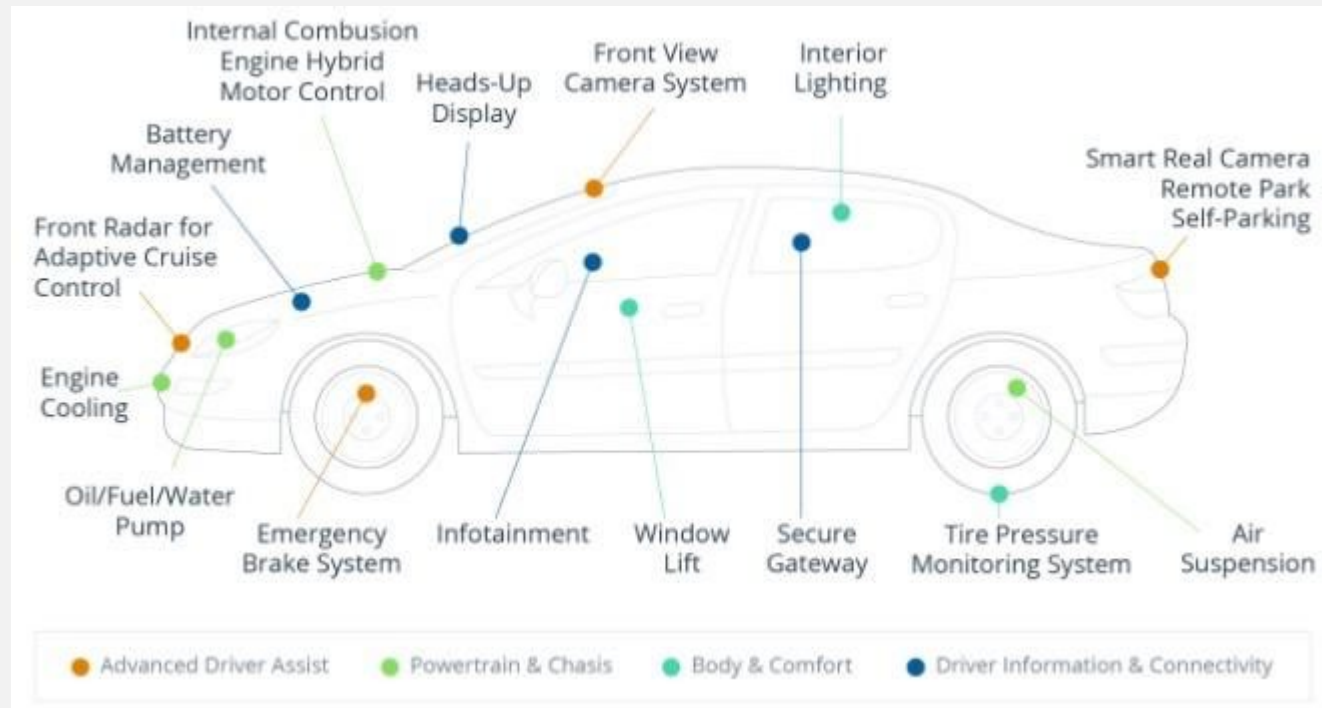 Internal Combusion
Engine Hybrid
Motor Control
Heads-Up
Display
Front View
Camera System
Interior
Lighting
Battery
Management
Smart Real Camera
Remote Park
Self-Parking
Front Radar for
Adaptive Cruise
Control
Engine
Cooling
Oil/Fuel/Water
Pump
Emergency
Brake System
Infotainment
Window
Lift
Secure
Gateway
Tire Pressure
Monitoring System
Air
Suspension
Advanced Driver Assist
Powertrain & Chasis
Body & Comfort
Driver Information & Connectivity